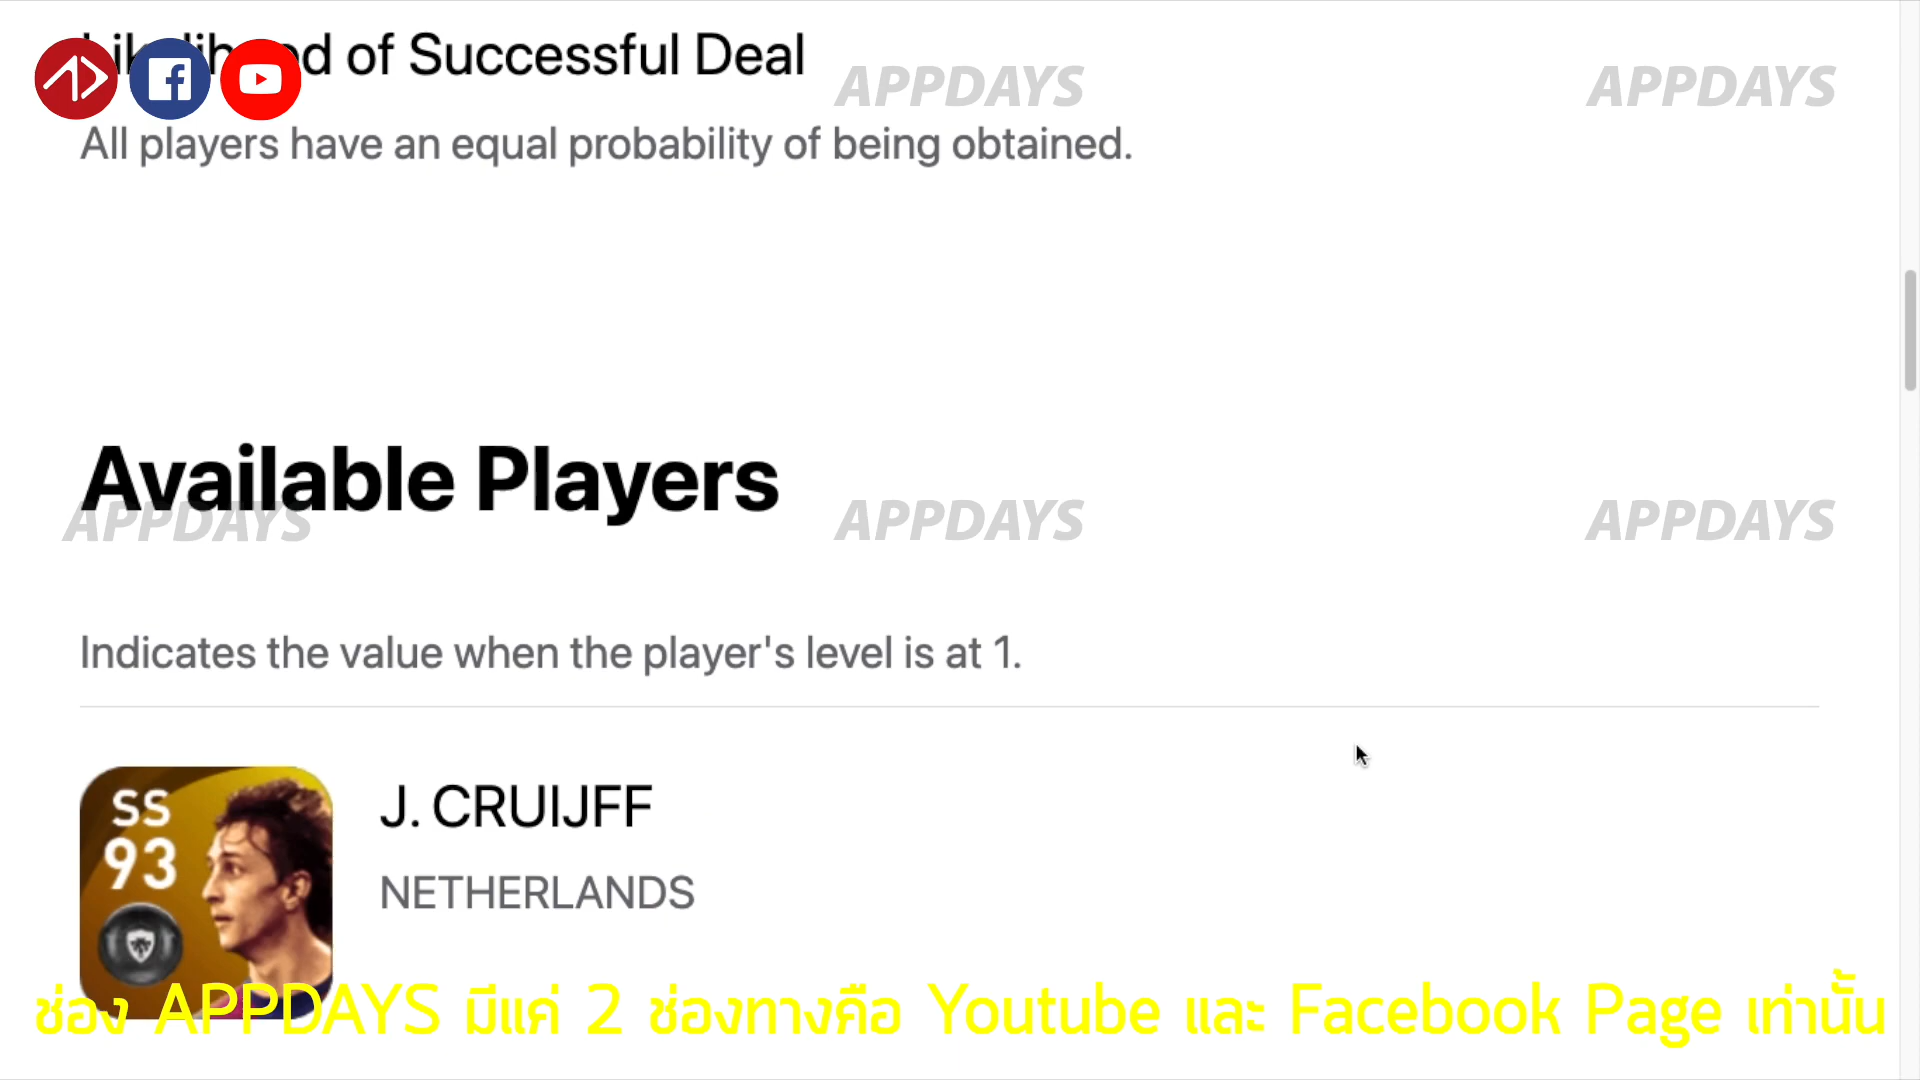 Likelihood of Successful Deal
APPDAYS
APPDAYS
All players have an equal probability of being obtained.
Available Players
APPDAYS
APPDAYS
APPDAYS
Indicates the value when the player's level is at 1.
SS
93
J. CRUIJFF
NETHERLANDS
ช่อง APPDAYS มีแค่ 2 ช่องทางคือ Youtube และ Facebook Page เท่านั้น